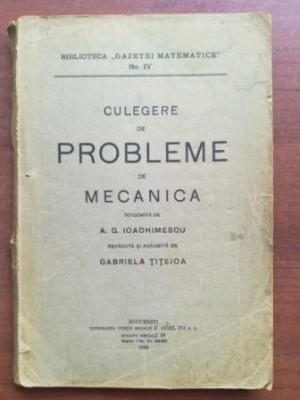 BIBLIOTECA „GAZETEI MATEMATICE"
No. IV
CULEGERE
DE
PROBLEME
DE
MECANICA
ÎNTOCMITĂ DE
A. G. IOACHIMESCU
REVĂZUTĂ ȘI ADĂUGITĂ DE
GABRIELA ȚIȚEICA
BUCUREȘTI